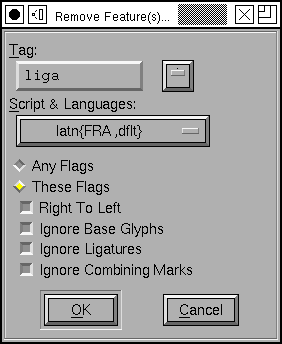 Remove Feature(s)...
Tag:
liga
Script & Languages:
latn{FRA ,dflt}
Any Flags
These Flags
Right To Left
Ignore Base Glyphs
Ignore Ligatures
Ignore Combining Marks
OK Cancel